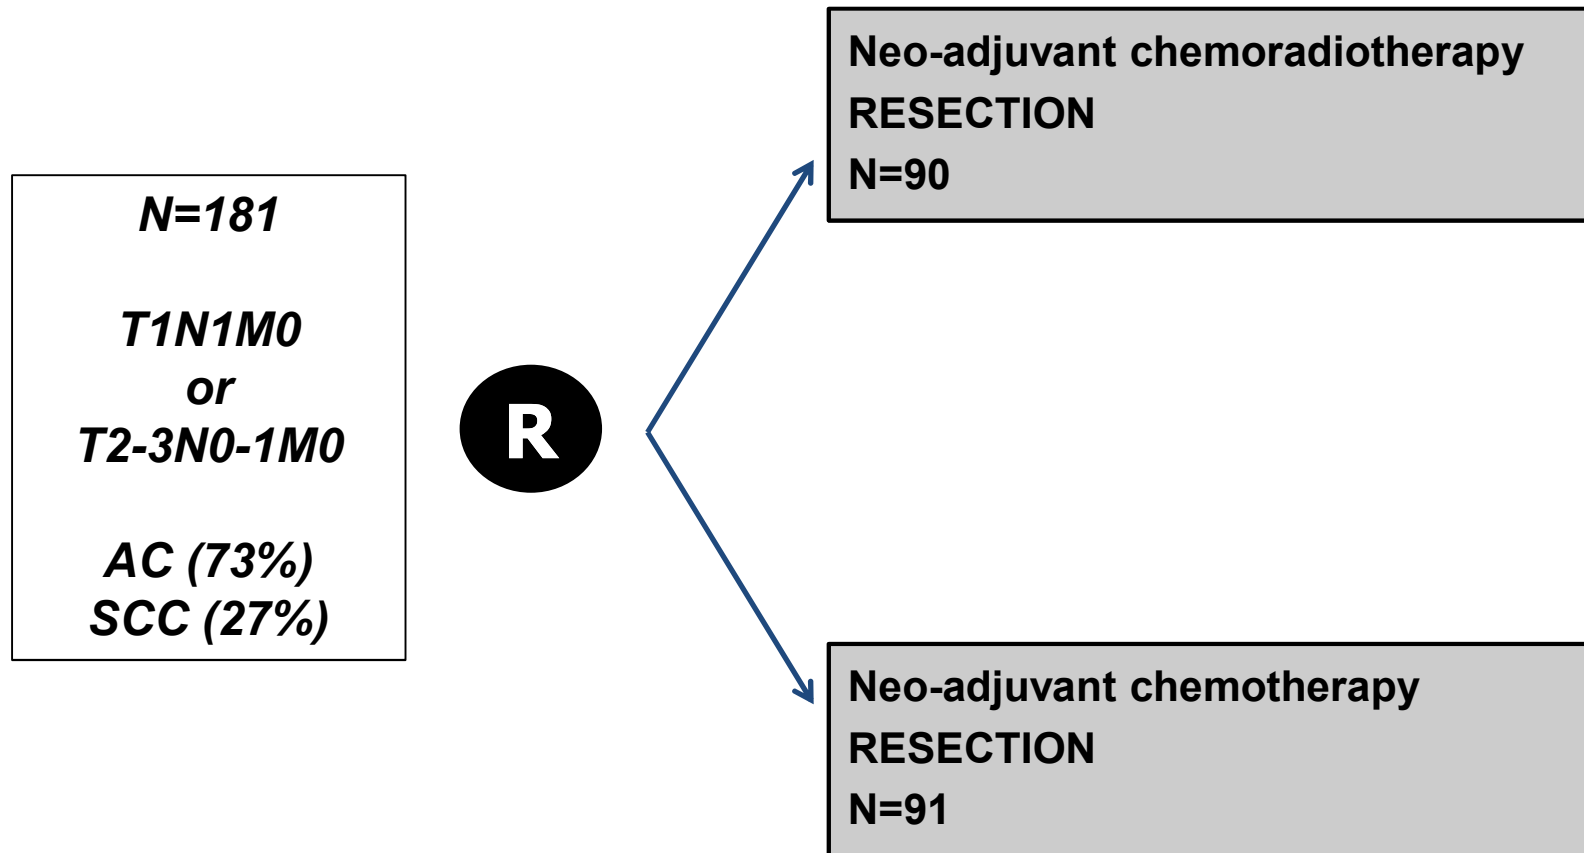 N=181
T1N1M0
or
T2-3N0-1M0
AC (73%)
SCC (27%)
R
Neo-adjuvant chemoradiotherapy
RESECTION
N=90
Neo-adjuvant chemotherapy
RESECTION
N=91